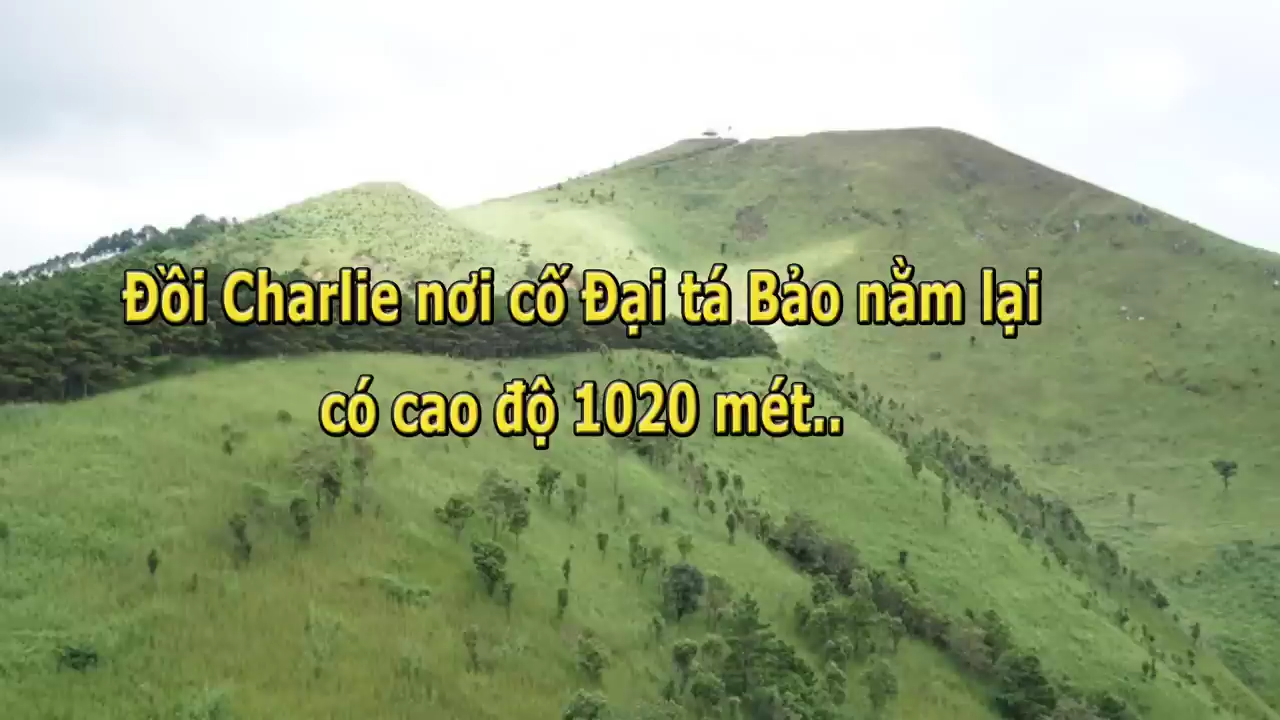 Đồi Charlie nơi cố Đại tá Bảo nằm lại
có cao độ 1020 mét..